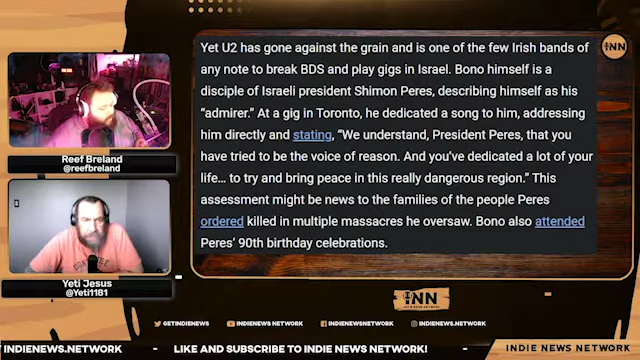 Yet U2 has gone against the grain and is one of the few Irish bands of
any note to break BDS and play gigs in Israel. Bono himself is a
disciple of Israeli president Shimon Peres, describing himself as his
“admirer.” At a gig in Toronto, he dedicated a song to him, addressing
him directly and stating, “We understand, President Peres, that you
have tried to be the voice of reason. And you’ve dedicated a lot of your
life… to try and bring peace in this really dangerous region.” This
assessment might be news to the families of the people Peres
ordered killed in multiple massacres he oversaw. Bono also attended
Peres’ 90th birthday celebrations.
INN
Reef Breland
@reefbreland
Yeti Jesus
@Yeti1181
INN
INDIE NEWS NETWORK
GETINDIENEWS
INDIE NEWS NETWORK
INDIENEWSNETWORK
INDIE.NEWS.NETWORK
INDIENEWS.NETWORK - LIKE AND SUBSCRIBE TO INDIE NEWS NETWORK! -
INDIE NEWS NETWORK